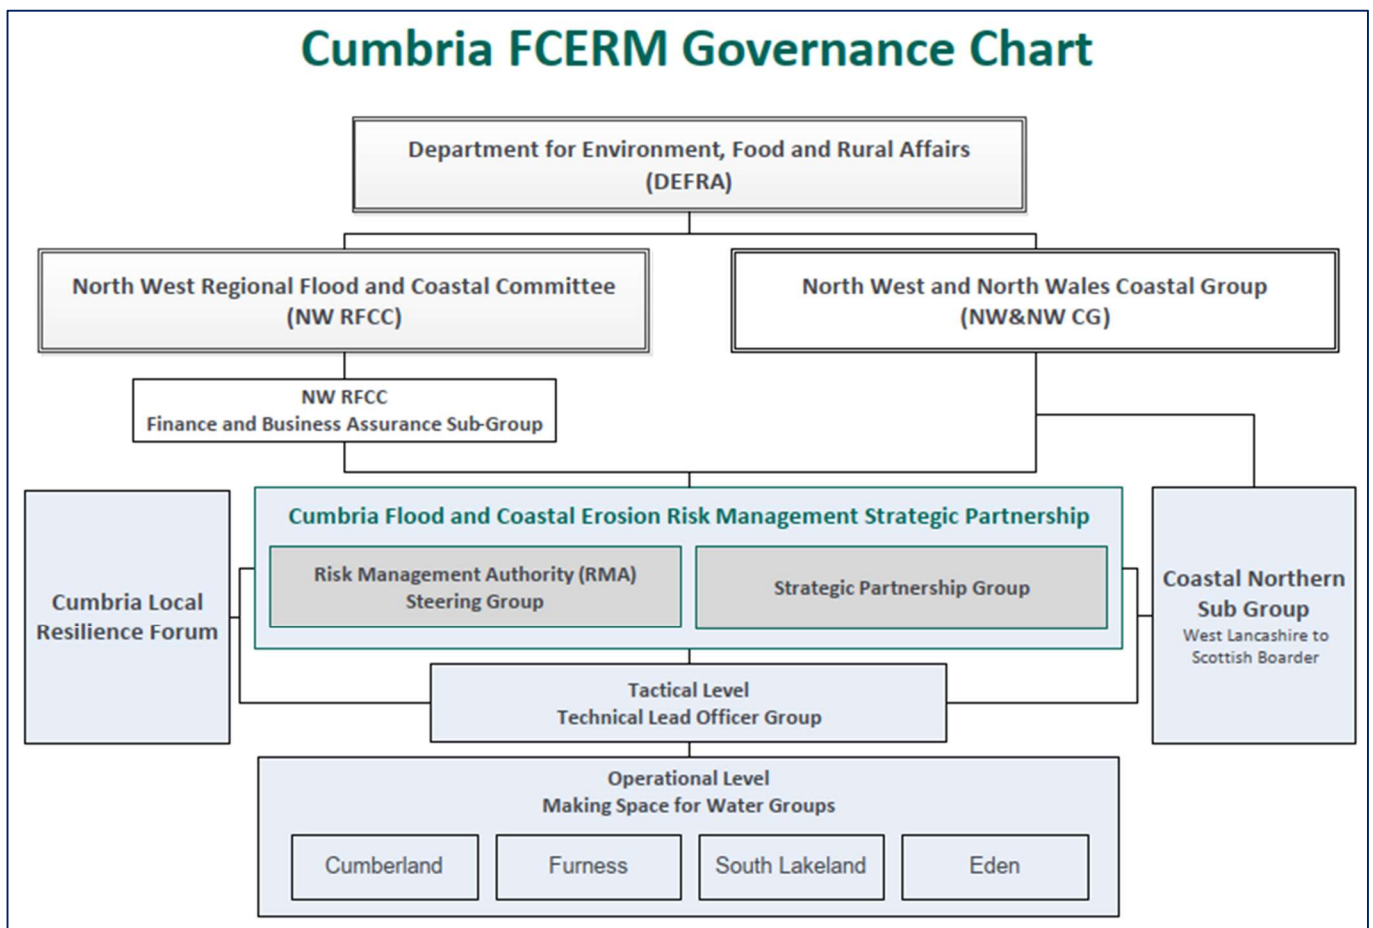 Cumbria FCERM Governance Chart
Department for Environment, Food and Rural Affairs
(DEFRA)
North West Regional Flood and Coastal Committee
(NW RFCC)
North West and North Wales Coastal Group
(NW&NW CG)
NW RFCC
Finance and Business Assurance Sub-Group
Cumbria Flood and Coastal Erosion Risk Management Strategic Partnership
Risk Management Authority (RMA)
Steering Group
Strategic Partnership Group
Cumbria Local
Resilience Forum
Coastal Northern
Sub Group
West Lancashire to
Scottish Boarder
Tactical Level
Technical Lead Officer Group
Operational Level
Making Space for Water Groups
Cumberland
Furness
South Lakeland
Eden